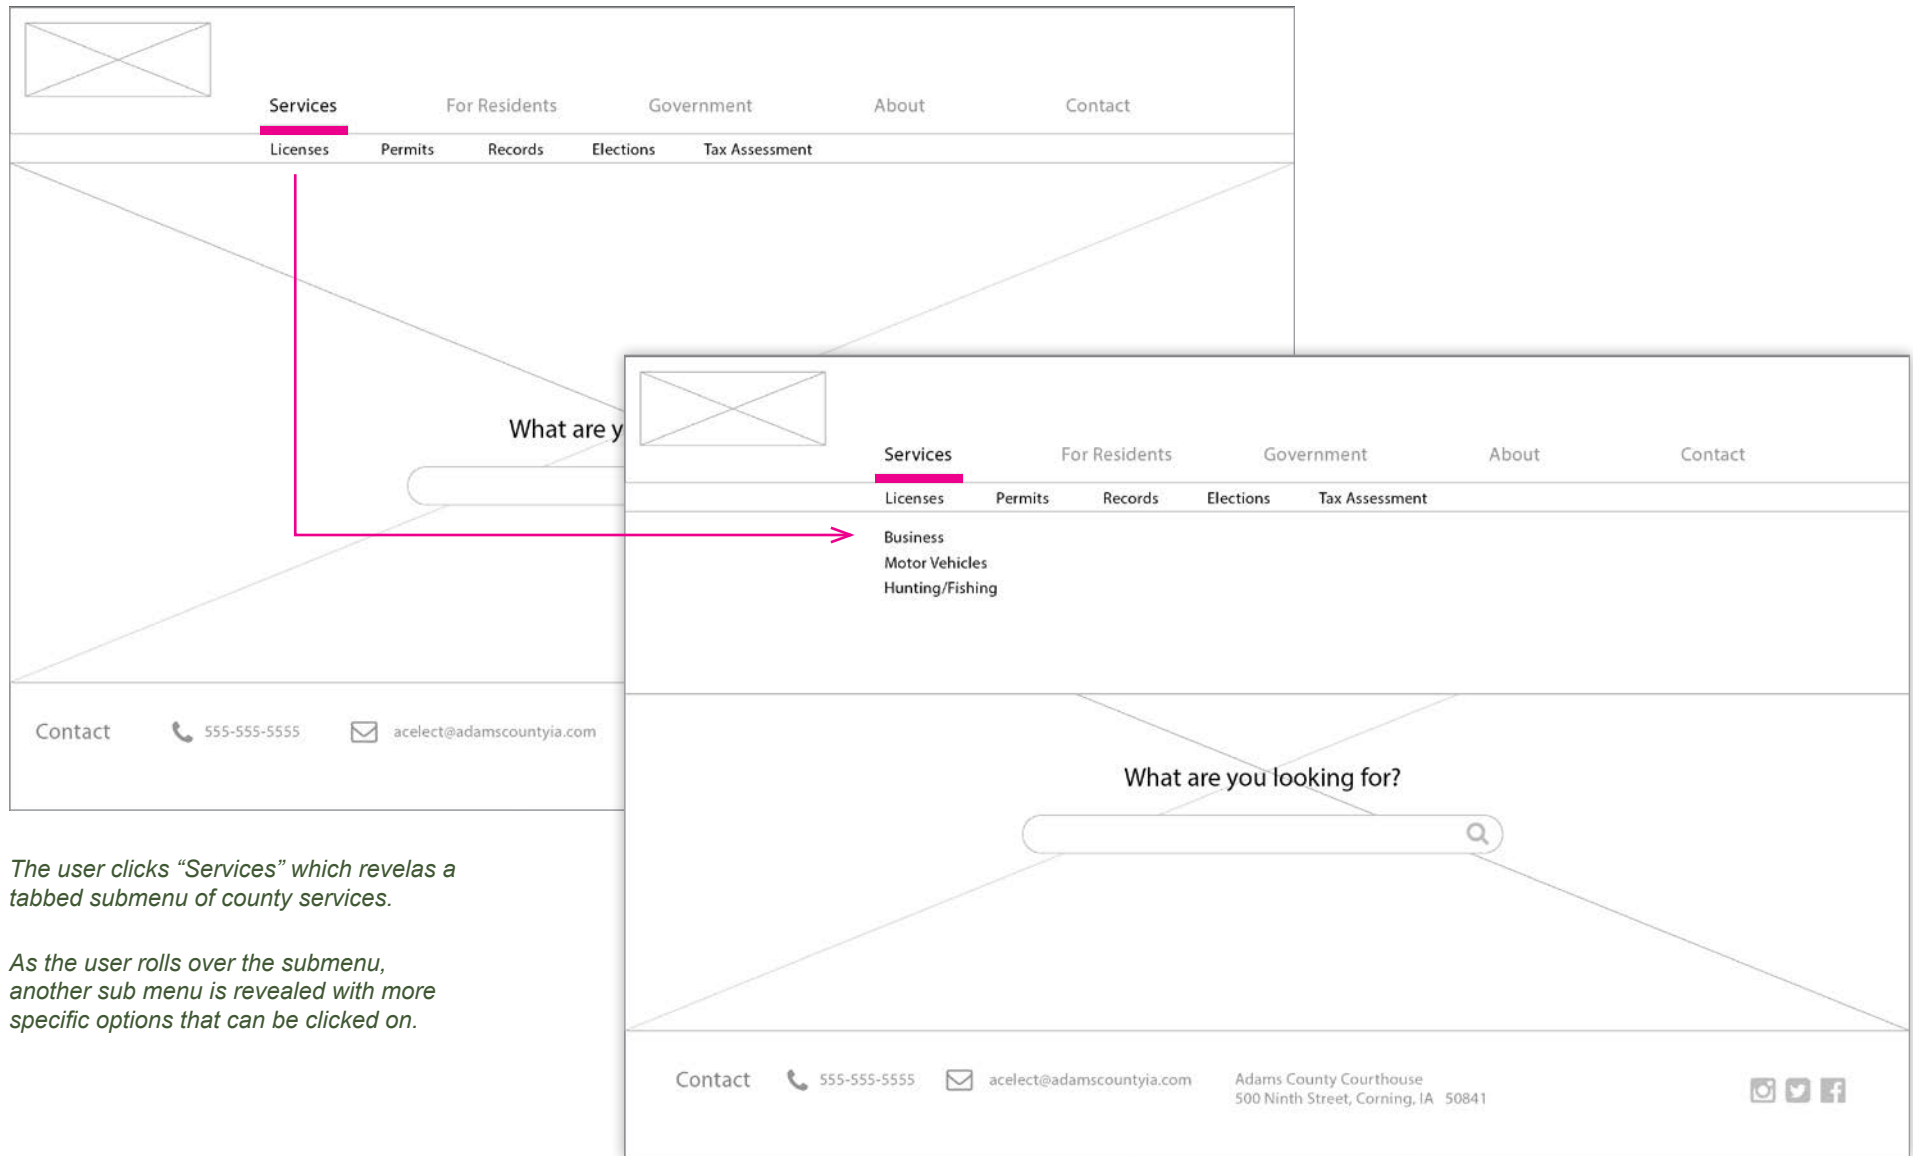 Services For Residents Government About Contact
Licenses Permits Records Elections Tax Assessment
What are y
Contact 555-555-5555 acelect@adamscountyia.com
Services For Residents Government About Contact
Licenses Permits Records Elections Tax Assessment
Business
Motor Vehicles
Hunting/Fishing
What are you looking for?
Contact 555-555-5555 acelect@adamscountyia.com
Adams County Courthouse
500 Ninth Street, Corning, IA 50841
The user clicks “Services” which revelas a
tabbed submenu of county services.
As the user rolls over the submenu,
another sub menu is revealed with more
specific options that can be clicked on.